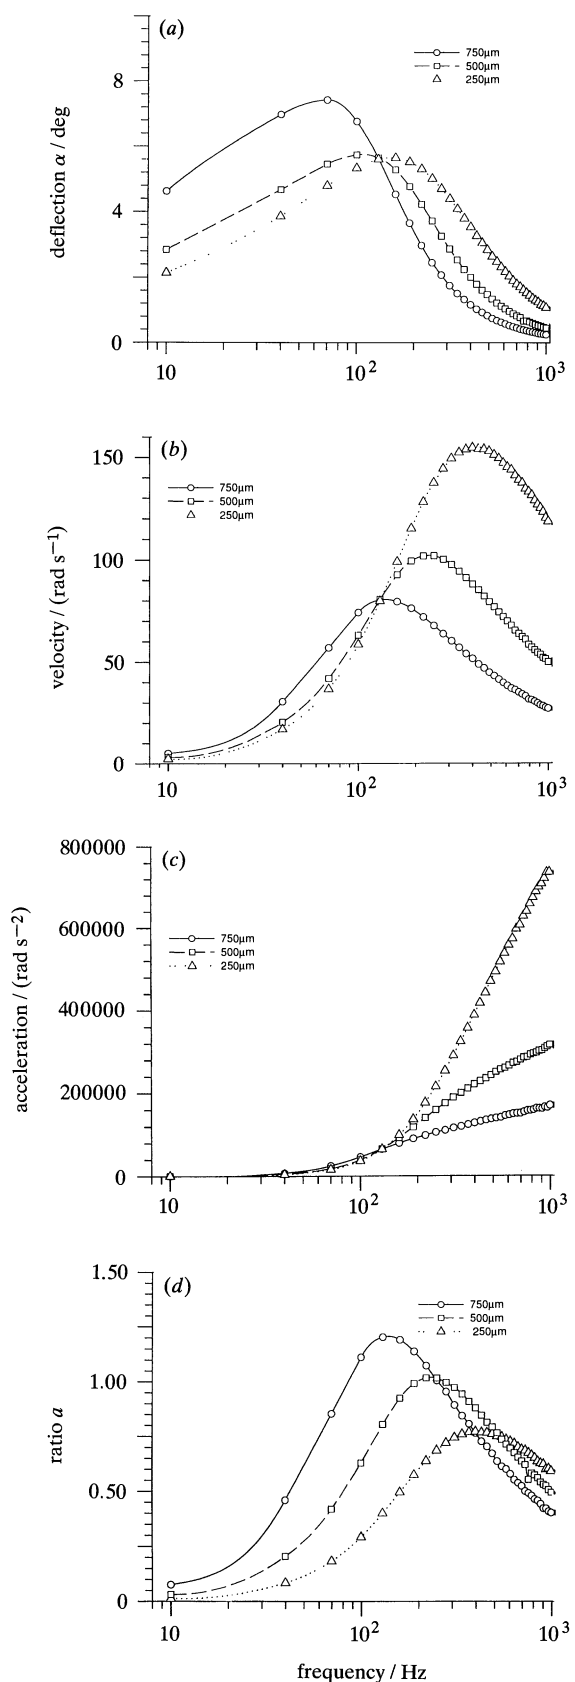 (a)
750μm
500μm
250μm
8
4
0
deflection α / deg
10
10²
10³
(b)
750μm
500μm
250μm
150
100
50
0
velocity / (rad s−1)
10
10²
10³
(c)
750μm
500μm
250μm
800000
600000
400000
200000
0
acceleration / (rad s−2)
10
10²
10³
(d)
750μm
500μm
250μm
1.50
1.00
0.50
0
ratio a
10
10²
10³
frequency / Hz